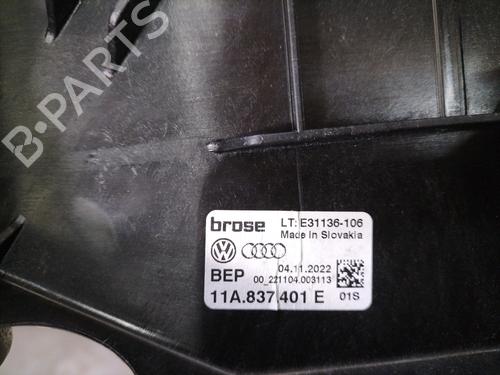 B-PARTS
brose
LT: E31136-106
Made in Slovakia
BEP
04.11.2022
00_221104.003113
11A.837.401 E
01S